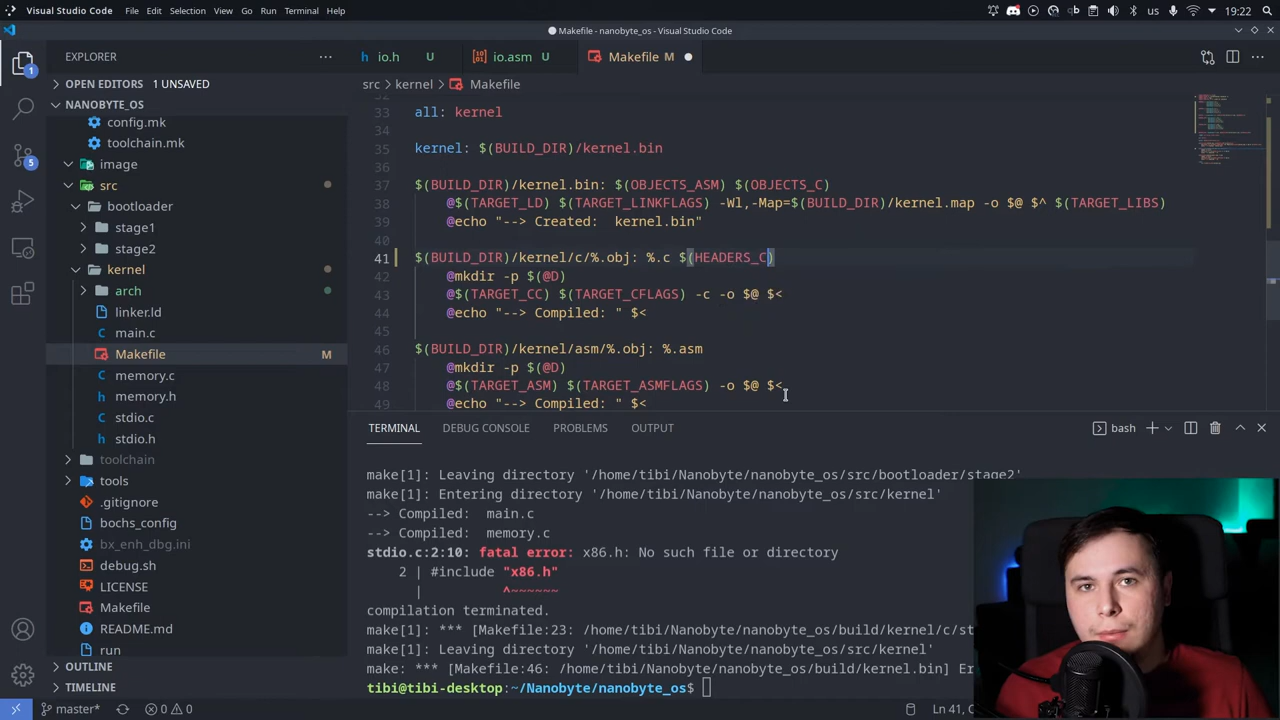 Visual Studio Code File Edit Selection View Go Run Terminal Help us 19:22
Makefile - nanobyte_os - Visual Studio Code
EXPLORER
io.h U io.asm U Makefile
OPEN EDITORS 1 UNSAVED
src > kernel > Makefile
NANOBYTE_OS
config.mk
toolchain.mk
image
src
bootloader
stage1
stage2
kernel
arch
linker.ld
main.c
Makefile M
memory.c
memory.h
stdio.c
stdio.h
toolchain
tools
.gitignore
bochs_config
bx_enh_dbg.ini
debug.sh
LICENSE
Makefile
README.md
run
OUTLINE
TIMELINE
1
5
32
33 all: kernel
34
35 kernel: $(BUILD_DIR)/kernel.bin
36
37 $(BUILD_DIR)/kernel.bin: $(OBJECTS_ASM) $(OBJECTS_C)
38 @$(TARGET_LD) $(TARGET_LINKFLAGS) -Wl,-Map=$(BUILD_DIR)/kernel.map -o $@ $^ $(TARGET_LIBS)
39 @echo "--> Created:  kernel.bin"
40
41 $(BUILD_DIR)/kernel/c/%.obj: %.c $(HEADERS_C)
42 @mkdir -p $(@D)
43 @$(TARGET_CC) $(TARGET_CFLAGS) -c -o $@ $<
44 @echo "--> Compiled: " $<
45
46 $(BUILD_DIR)/kernel/asm/%.obj: %.asm
47 @mkdir -p $(@D)
48 @$(TARGET_ASM) $(TARGET_ASMFLAGS) -o $@ $<
49 @echo "--> Compiled: " $<
TERMINAL DEBUG CONSOLE PROBLEMS OUTPUT bash
make[1]: Leaving directory '/home/tibi/Nanobyte/nanobyte_os/src/bootloader/stage2'
make[1]: Entering directory '/home/tibi/Nanobyte/nanobyte_os/src/kernel'
--> Compiled:  main.c
--> Compiled:  memory.c
stdio.c:2:10: fatal error: x86.h: No such file or directory
2 | #include "x86.h"
| ^~~~~~~
compilation terminated.
make[1]: *** [Makefile:23: /home/tibi/Nanobyte/nanobyte_os/build/kernel/c/st
make[1]: Leaving directory '/home/tibi/Nanobyte/nanobyte_os/src/kernel'
make: *** [Makefile:46: /home/tibi/Nanobyte/nanobyte_os/build/kernel.bin] Er
tibi@tibi-desktop:~/Nanobyte/nanobyte_os$
master* 0 0 Ln 41, C